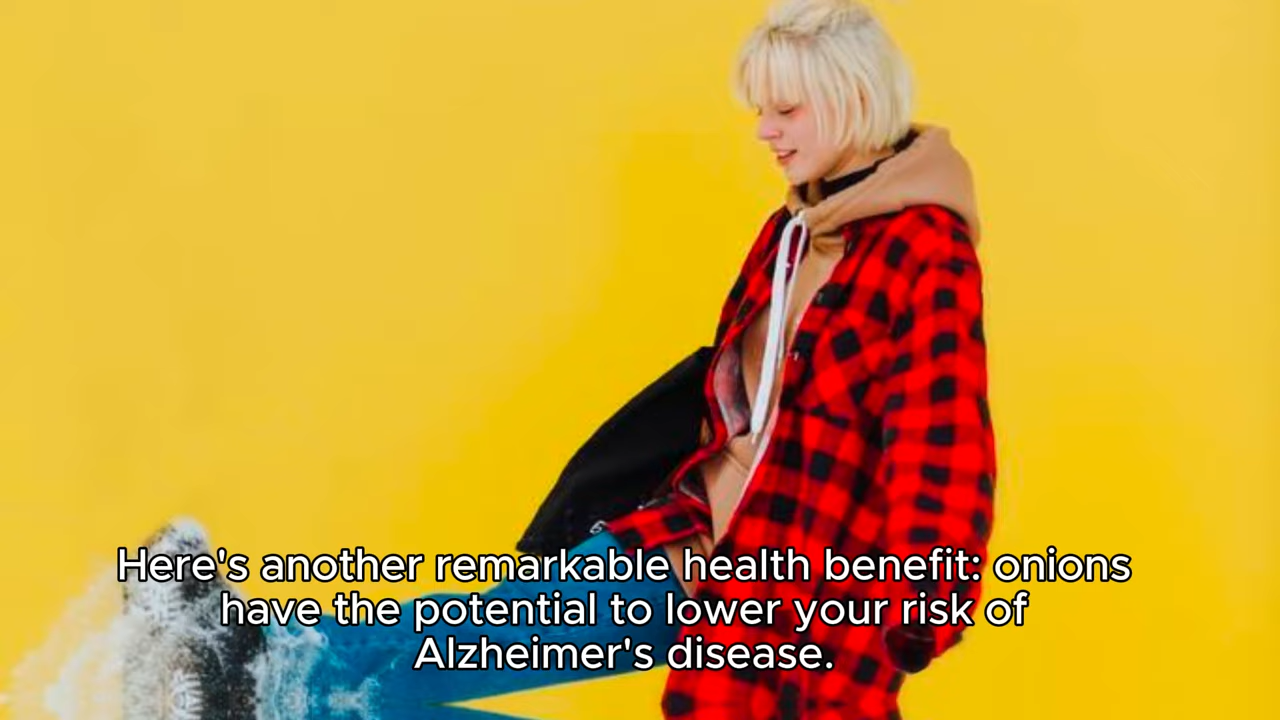 Here's another remarkable health benefit: onions
have the potential to lower your risk of
Alzheimer's disease.